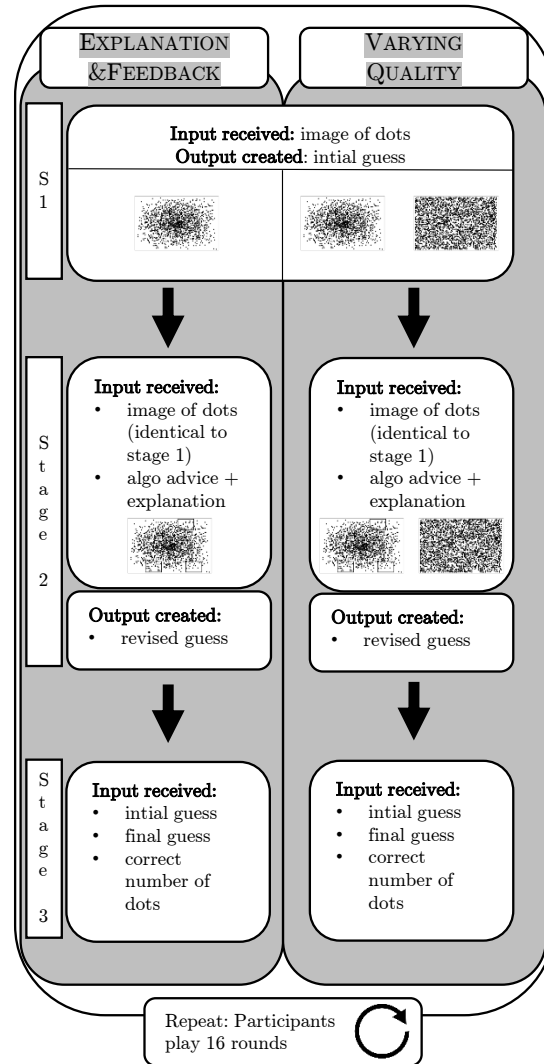 EXPLANATION
&FEEDBACK
VARYING
QUALITY
S
1
Input received: image of dots
Output created: intial guess
S
t
a
g
e
2
Input received:
• image of dots
(identical to
stage 1)
• algo advice +
explanation
Output created:
• revised guess
Input received:
• image of dots
(identical to
stage 1)
• algo advice +
explanation
Output created:
• revised guess
S
t
a
g
e
3
Input received:
• intial guess
• final guess
• correct
number of
dots
Input received:
• intial guess
• final guess
• correct
number of
dots
Repeat: Participants
play 16 rounds